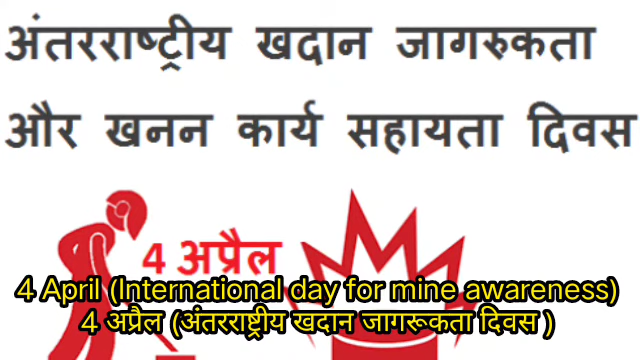 अंतरराष्ट्रीय खदान जागरुकता
और खनन कार्य सहायता दिवस
4 अप्रैल
4 April (International day for mine awareness)
4 अप्रैल (अंतरराष्ट्रीय खदान जागरूकता दिवस )